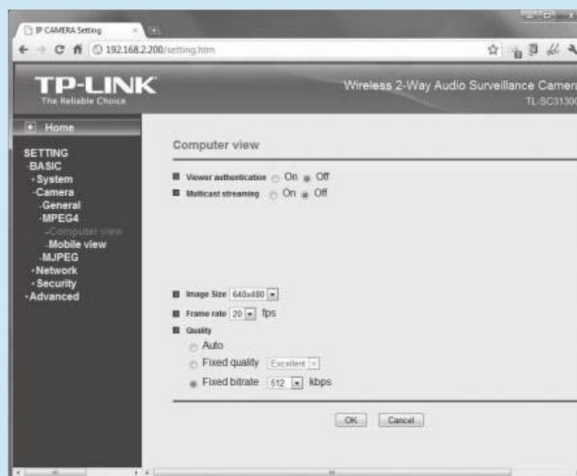 IP CAMERA Setting
192.168.2.200/setting.htm
TP-LINK
The Reliable Choice
Wireless 2-Way Audio Surveillance Camera
TL-SC3130G
Home
SETTING
-BASIC
System
-Camera
-General
-MPEG4
-Computer view
-Mobile view
-MJPEG
Network
Security
Advanced
Computer view
Viewer authentication On Off
Multicast streaming On Off
Image Size 640x480
Frame rate 20 fps
Quality
Auto
Fixed quality Excellent
Fixed bitrate 512 kbps
OK Cancel